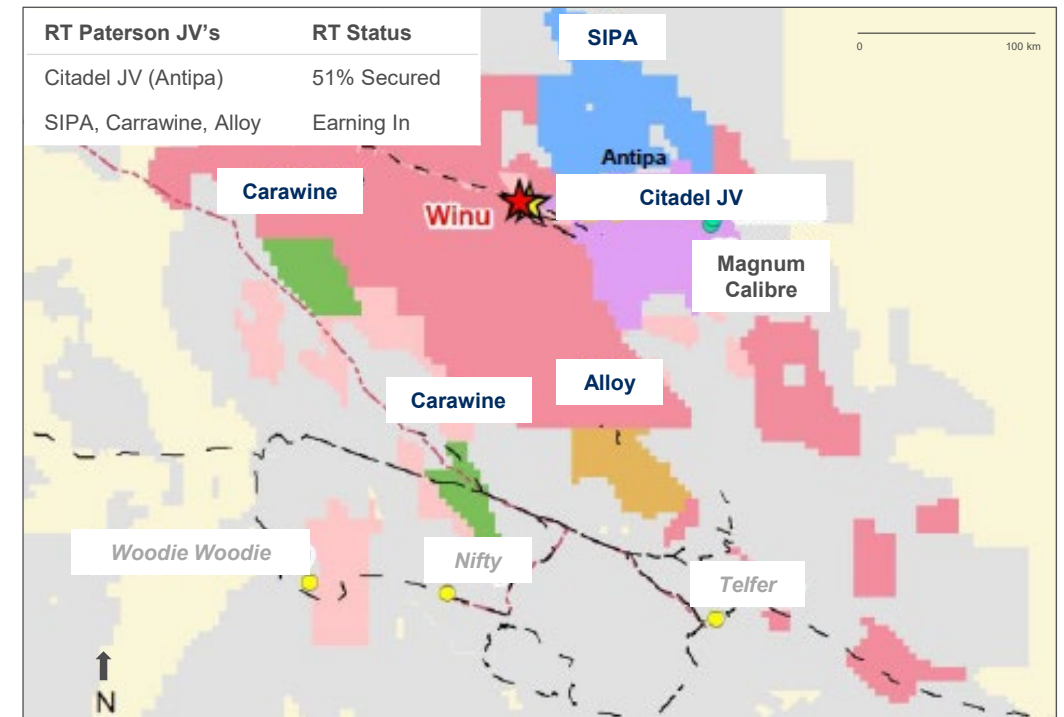 RT Paterson JV's RT Status
Citadel JV (Antipa) 51% Secured
SIPA, Carrawine, Alloy Earning In
SIPA
0 100 km
Antipa
Carawine
Citadel JV
Winu
Magnum
Calibre
Alloy
Carawine
Woodie Woodie
Nifty
Telfer
N